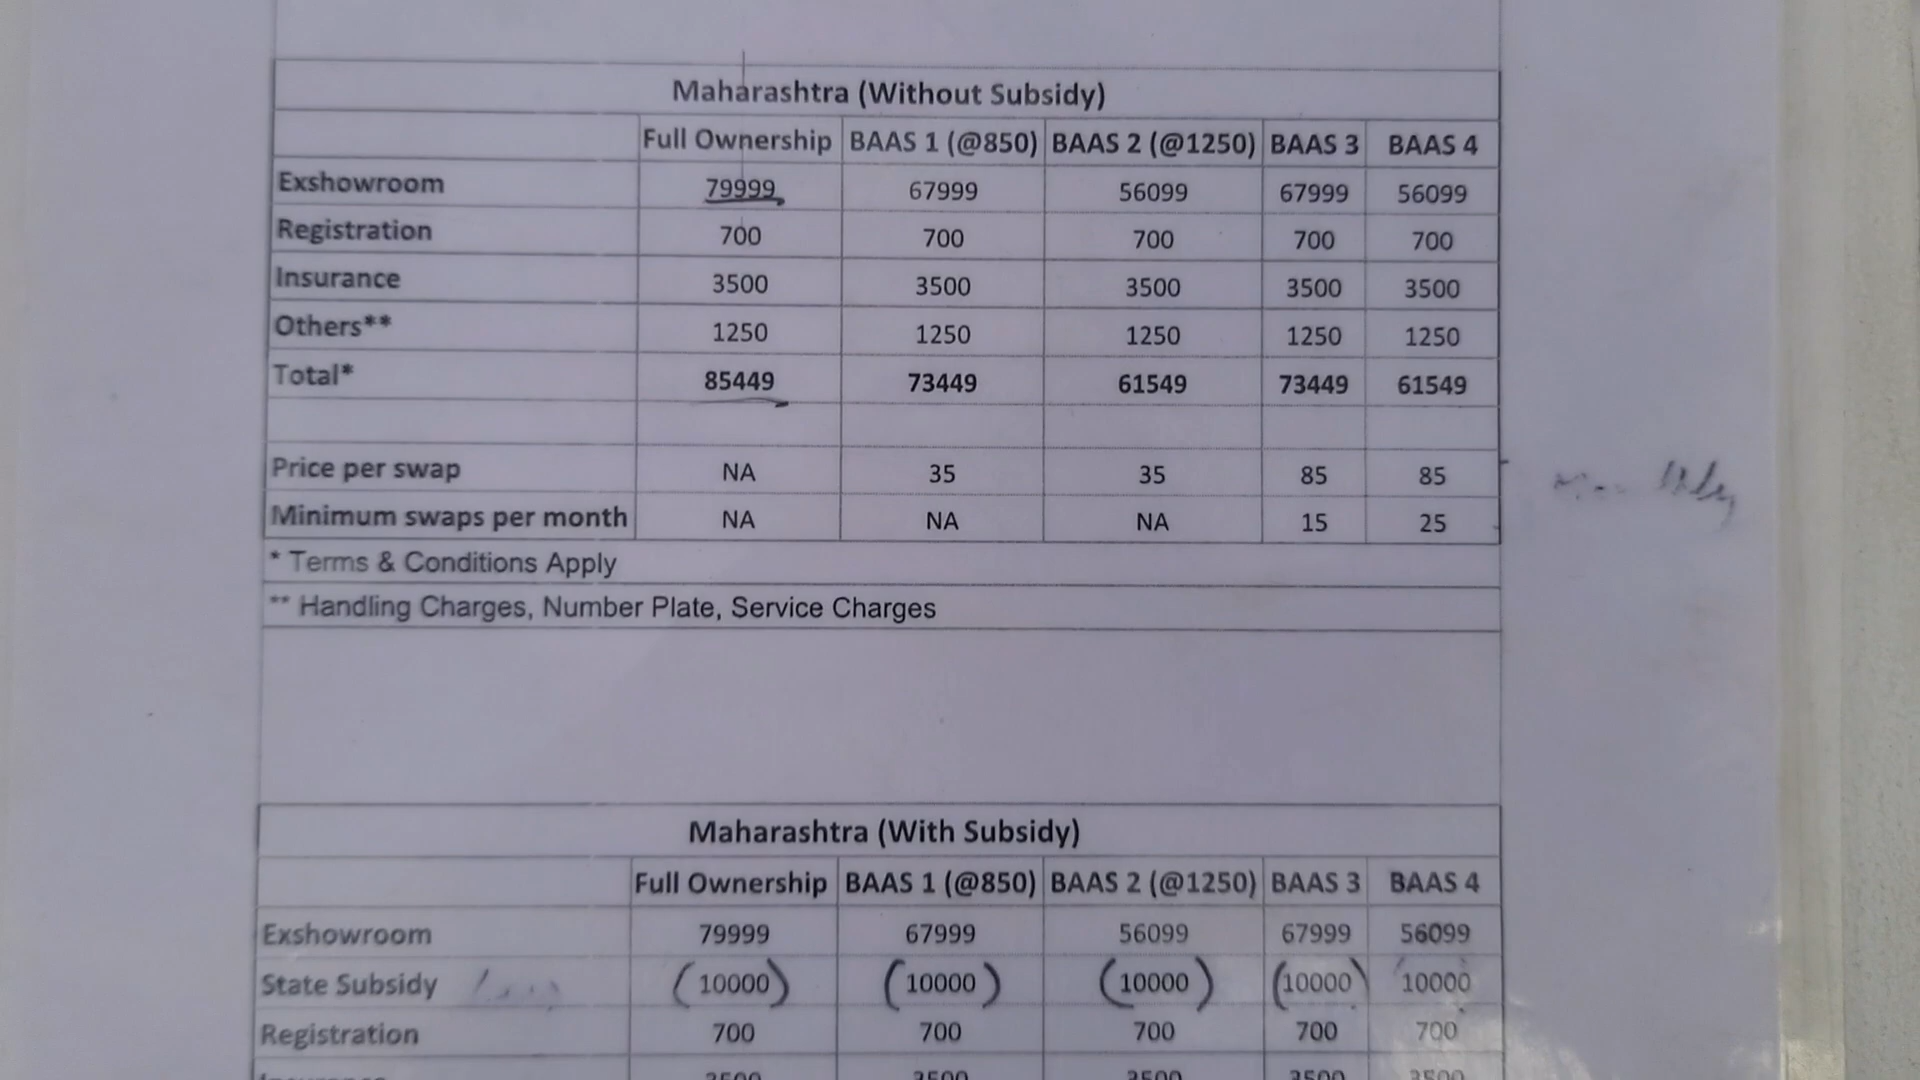 Maharashtra (Without Subsidy)
Full Ownership BAAS 1 (@850) BAAS 2 (@1250) BAAS 3 BAAS 4
Exshowroom 79999 67999 56099 67999 56099
Registration 700 700 700 700 700
Insurance 3500 3500 3500 3500 3500
Others** 1250 1250 1250 1250 1250
Total* 85449 73449 61549 73449 61549
Price per swap NA 35 35 85 85
Minimum swaps per month NA NA NA 15 25
* Terms & Conditions Apply
** Handling Charges, Number Plate, Service Charges
Maharashtra (With Subsidy)
Full Ownership BAAS 1 (@850) BAAS 2 (@1250) BAAS 3 BAAS 4
Exshowroom 79999 67999 56099 67999 56099
State Subsidy (10000) (10000) (10000) (10000) 10000
Registration 700 700 700 700 700